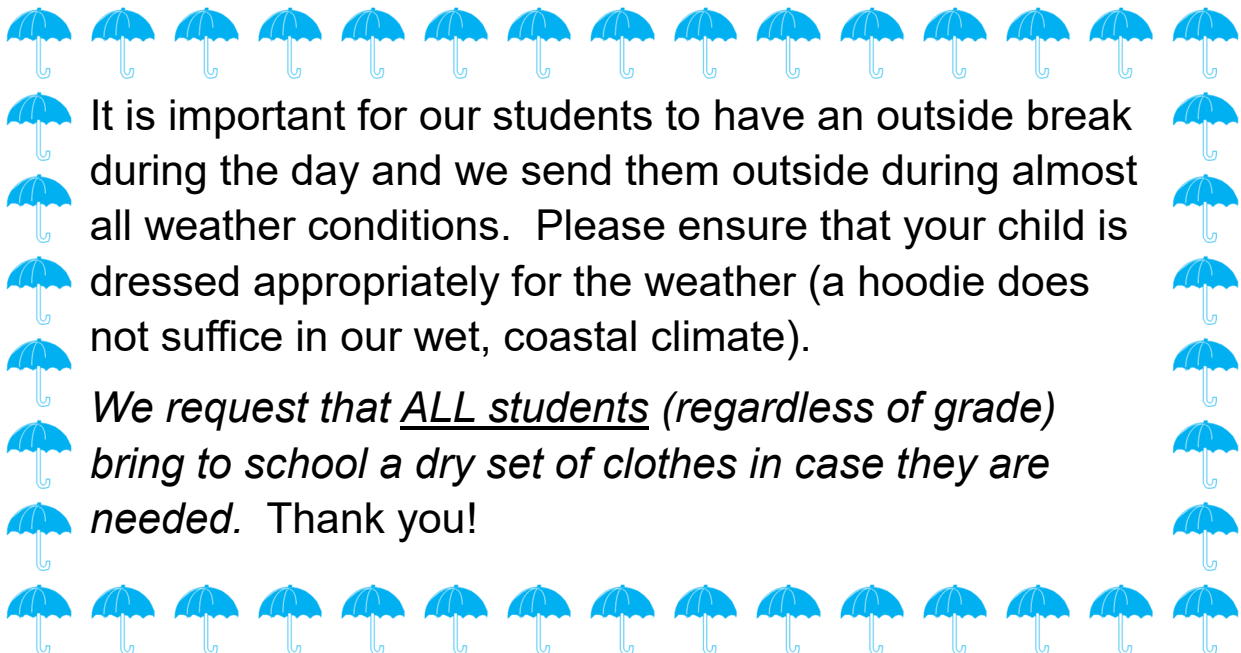 It is important for our students to have an outside break
during the day and we send them outside during almost
all weather conditions.  Please ensure that your child is
dressed appropriately for the weather (a hoodie does
not suffice in our wet, coastal climate).
We request that ALL students (regardless of grade)
bring to school a dry set of clothes in case they are
needed.  Thank you!